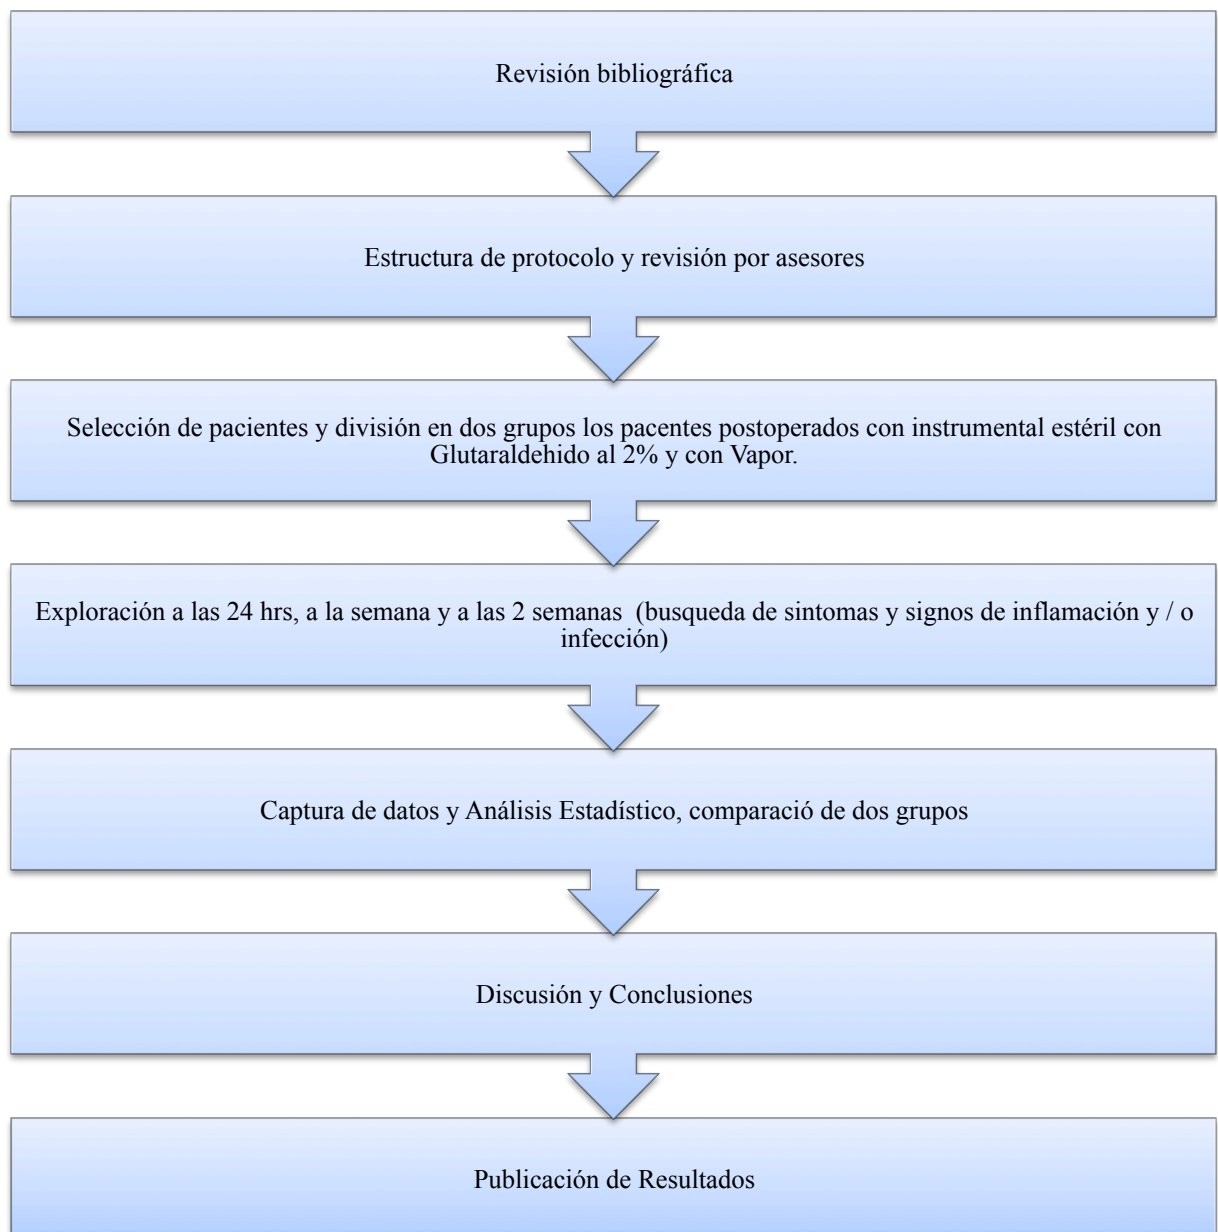 Revisión bibliográfica
Estructura de protocolo y revisión por asesores
Selección de pacientes y división en dos grupos los pacentes postoperados con instrumental estéril con
Glutaraldehido al 2% y con Vapor.
Exploración a las 24 hrs, a la semana y a las 2 semanas  (busqueda de sintomas y signos de inflamación y / o
infección)
Captura de datos y Análisis Estadístico, comparació de dos grupos
Discusión y Conclusiones
Publicación de Resultados